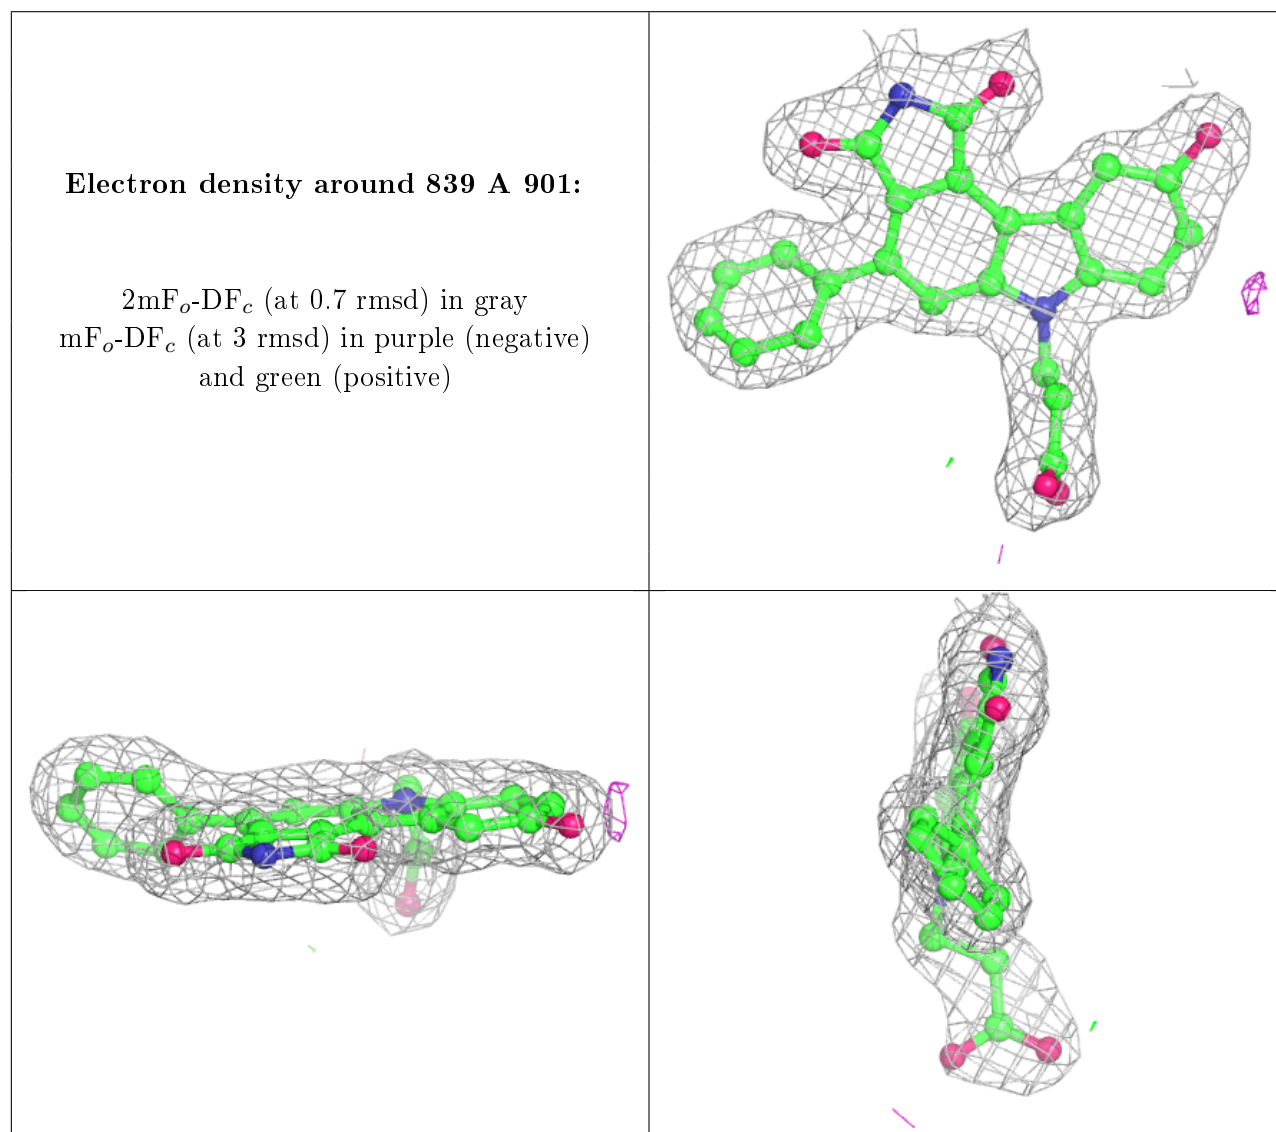 Electron density around 839 A 901:
2mFₒ-DF𝒸 (at 0.7 rmsd) in gray
mFₒ-DF𝒸 (at 3 rmsd) in purple (negative)
and green (positive)